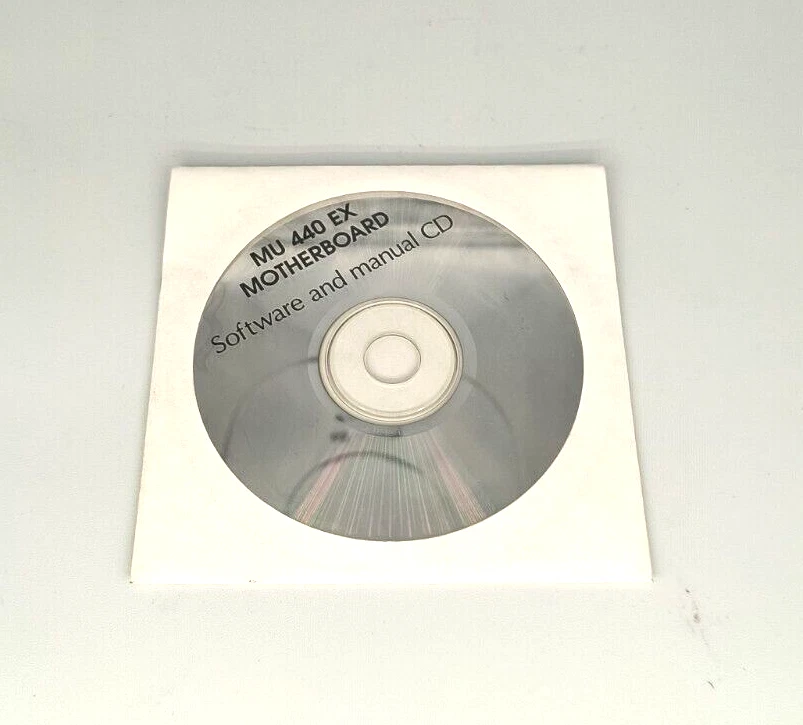 MU 440 EX
MOTHERBOARD
Software and manual CD